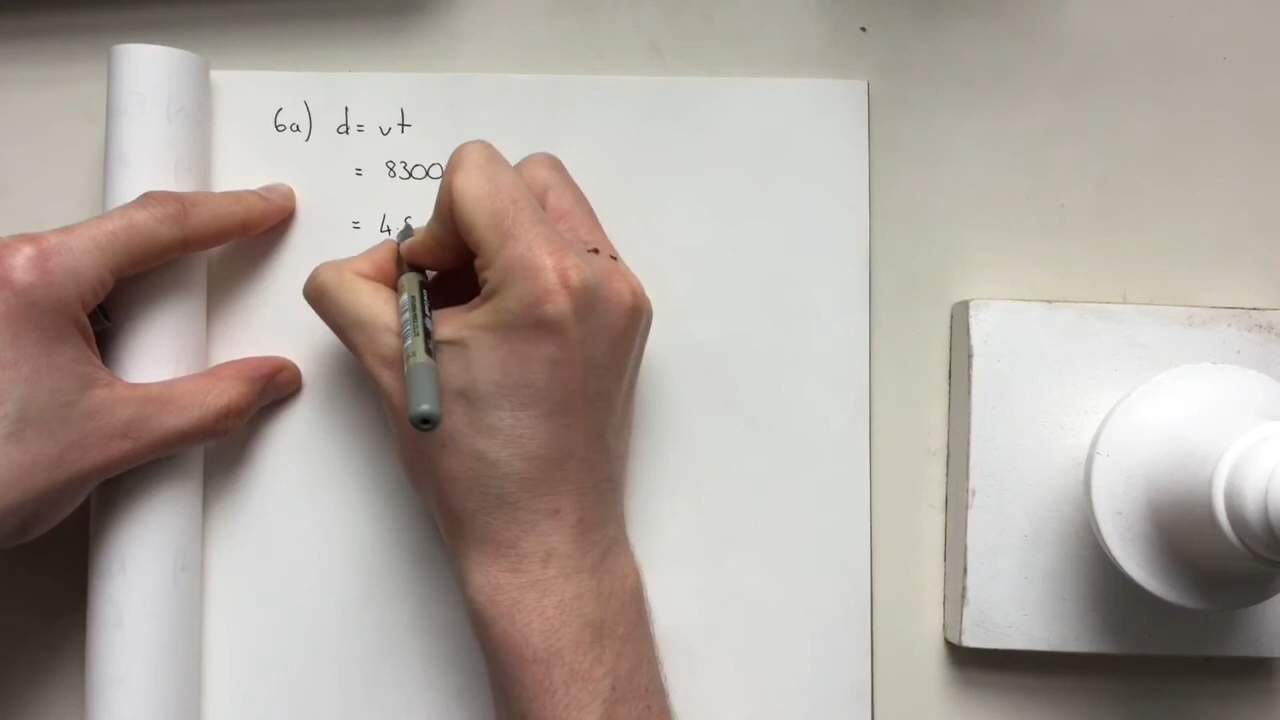 6a) d = vt
= 8300
= 4.